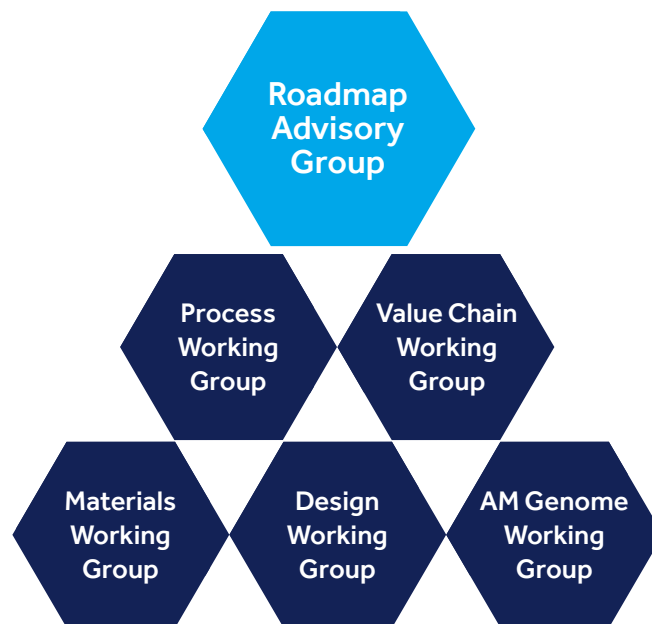 Roadmap
Advisory
Group
Process
Working
Group
Value Chain
Working
Group
Materials
Working
Group
Design
Working
Group
AM Genome
Working
Group